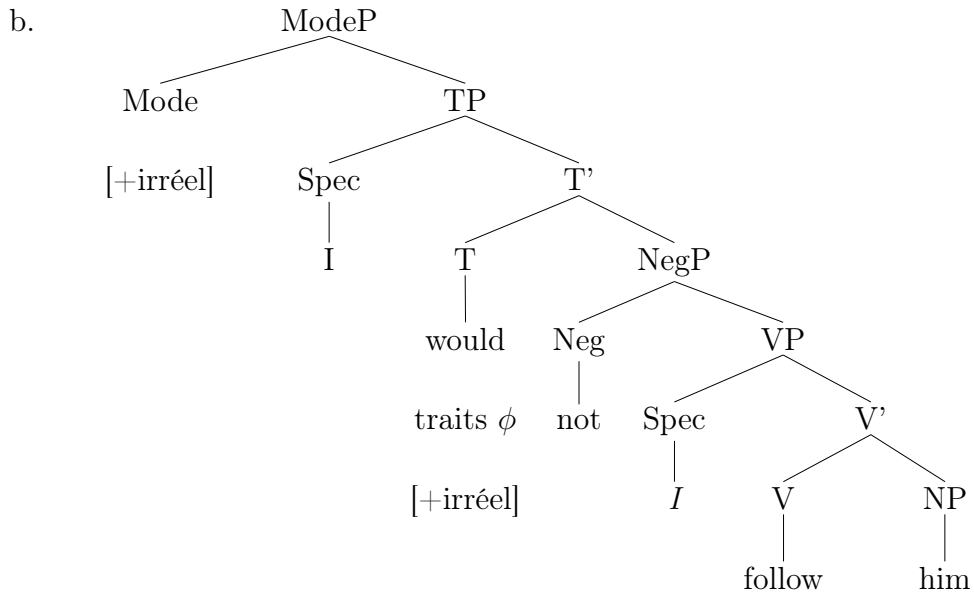 b. ModeP
Mode TP
[+irréel] Spec T'
I T NegP
would Neg VP
traits ϕ not Spec V'
[+irréel] I V NP
follow him